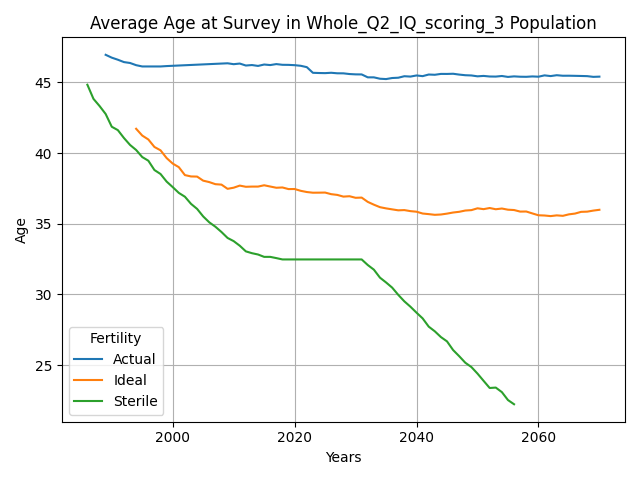 Average Age at Survey in Whole_Q2_IQ_scoring_3 Population
Age
45
40
35
30
25
Fertility
Actual
Ideal
Sterile
2000 2020 2040 2060
Years